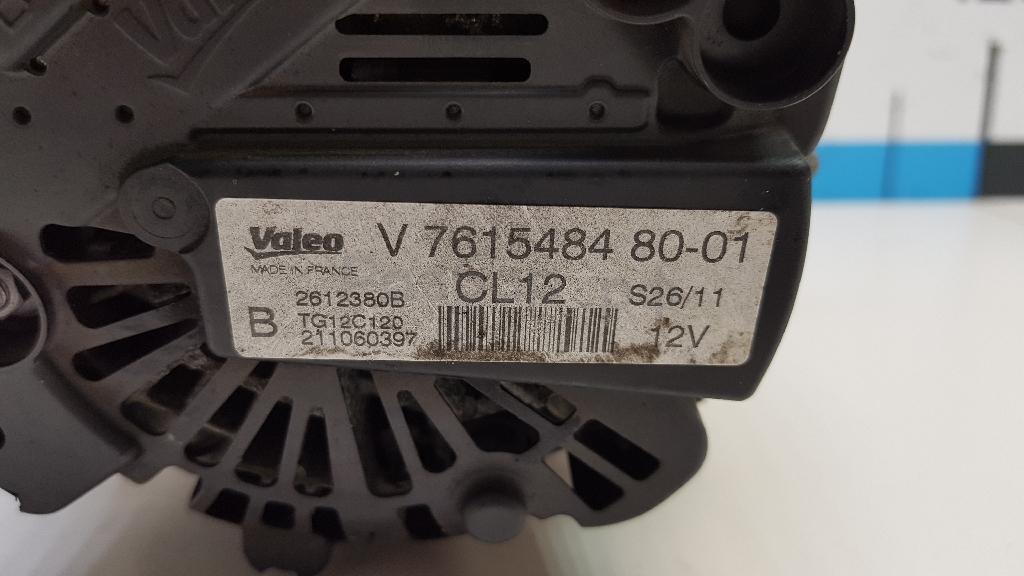 Valeo V 7615484 80-01
MADE IN FRANCE CL12 S26/11
2612380B
B TG12C120 12V
211060397